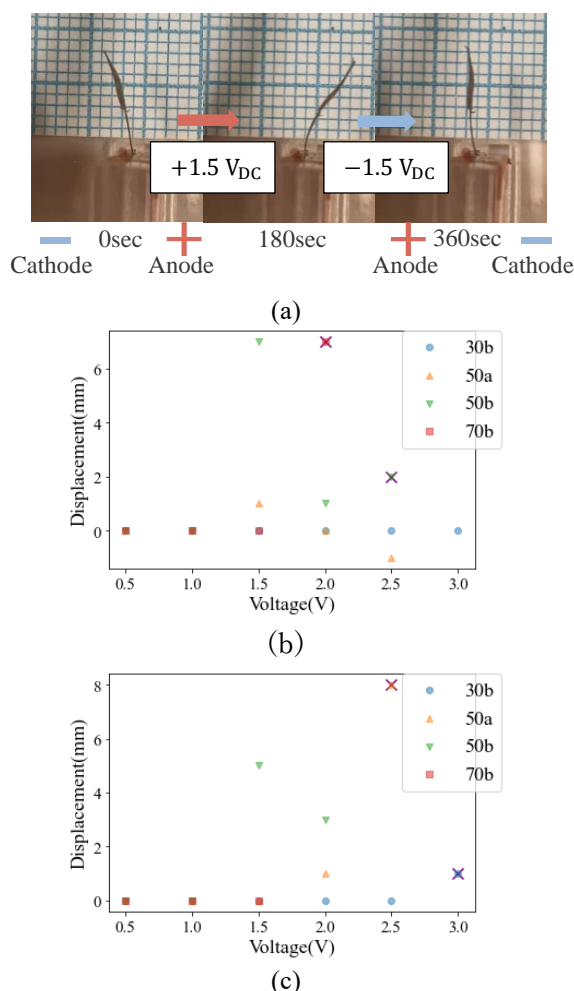 +1.5 V_DC −1.5 V_DC
0sec 180sec 360sec
Cathode Anode Anode Cathode
(a)
30b
50a
50b
70b
6
4
2
0
Displacement(mm)
0.5 1.0 1.5 2.0 2.5 3.0
Voltage(V)
(b)
30b
50a
50b
70b
8
6
4
2
0
Displacement(mm)
0.5 1.0 1.5 2.0 2.5 3.0
Voltage(V)
(c)